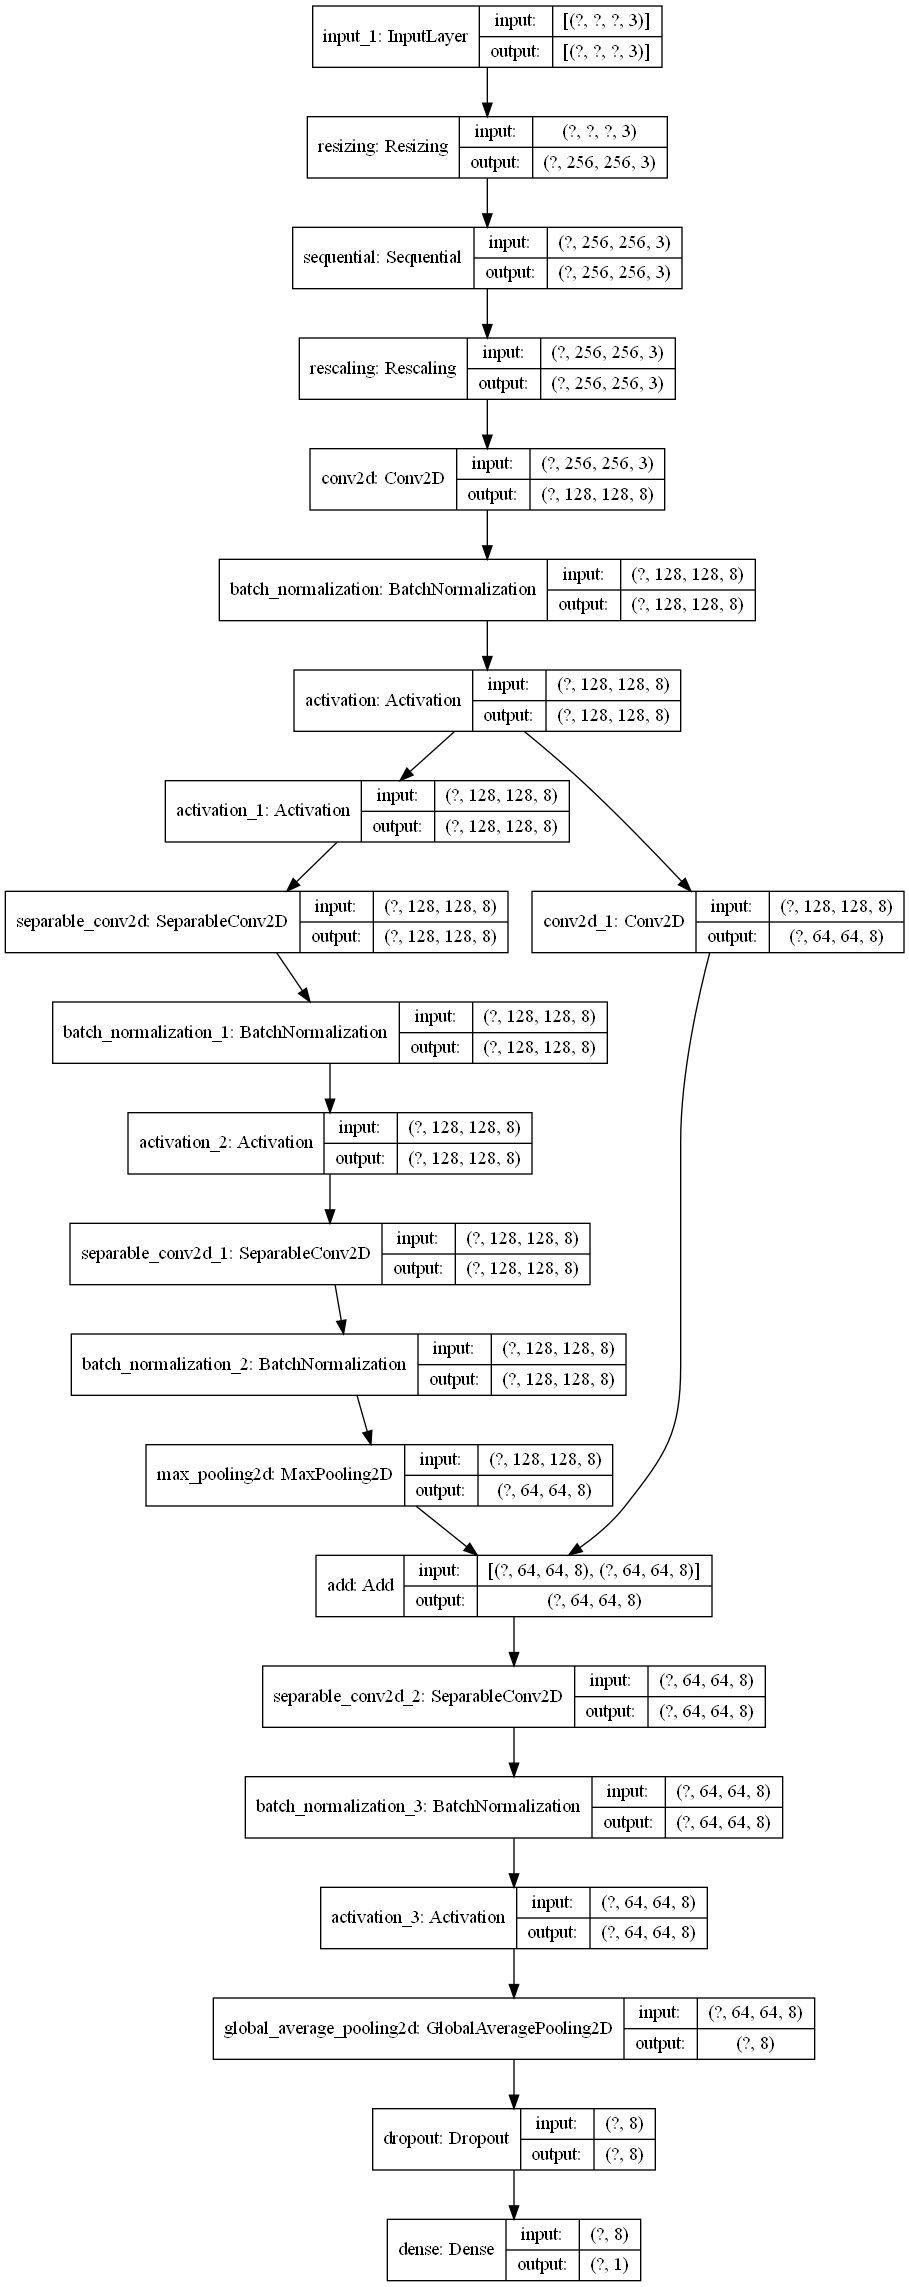 input_1: InputLayer
input: [(?, ?, ?, 3)]
output: [(?, ?, ?, 3)]
resizing: Resizing
input: (?, ?, ?, 3)
output: (?, 256, 256, 3)
sequential: Sequential
input: (?, 256, 256, 3)
output: (?, 256, 256, 3)
rescaling: Rescaling
input: (?, 256, 256, 3)
output: (?, 256, 256, 3)
conv2d: Conv2D
input: (?, 256, 256, 3)
output: (?, 128, 128, 8)
batch_normalization: BatchNormalization
input: (?, 128, 128, 8)
output: (?, 128, 128, 8)
activation: Activation
input: (?, 128, 128, 8)
output: (?, 128, 128, 8)
activation_1: Activation
input: (?, 128, 128, 8)
output: (?, 128, 128, 8)
separable_conv2d: SeparableConv2D
input: (?, 128, 128, 8)
output: (?, 128, 128, 8)
conv2d_1: Conv2D
input: (?, 128, 128, 8)
output: (?, 64, 64, 8)
batch_normalization_1: BatchNormalization
input: (?, 128, 128, 8)
output: (?, 128, 128, 8)
activation_2: Activation
input: (?, 128, 128, 8)
output: (?, 128, 128, 8)
separable_conv2d_1: SeparableConv2D
input: (?, 128, 128, 8)
output: (?, 128, 128, 8)
batch_normalization_2: BatchNormalization
input: (?, 128, 128, 8)
output: (?, 128, 128, 8)
max_pooling2d: MaxPooling2D
input: (?, 128, 128, 8)
output: (?, 64, 64, 8)
add: Add
input: [(?, 64, 64, 8), (?, 64, 64, 8)]
output: (?, 64, 64, 8)
separable_conv2d_2: SeparableConv2D
input: (?, 64, 64, 8)
output: (?, 64, 64, 8)
batch_normalization_3: BatchNormalization
input: (?, 64, 64, 8)
output: (?, 64, 64, 8)
activation_3: Activation
input: (?, 64, 64, 8)
output: (?, 64, 64, 8)
global_average_pooling2d: GlobalAveragePooling2D
input: (?, 64, 64, 8)
output: (?, 8)
dropout: Dropout
input: (?, 8)
output: (?, 8)
dense: Dense
input: (?, 8)
output: (?, 1)